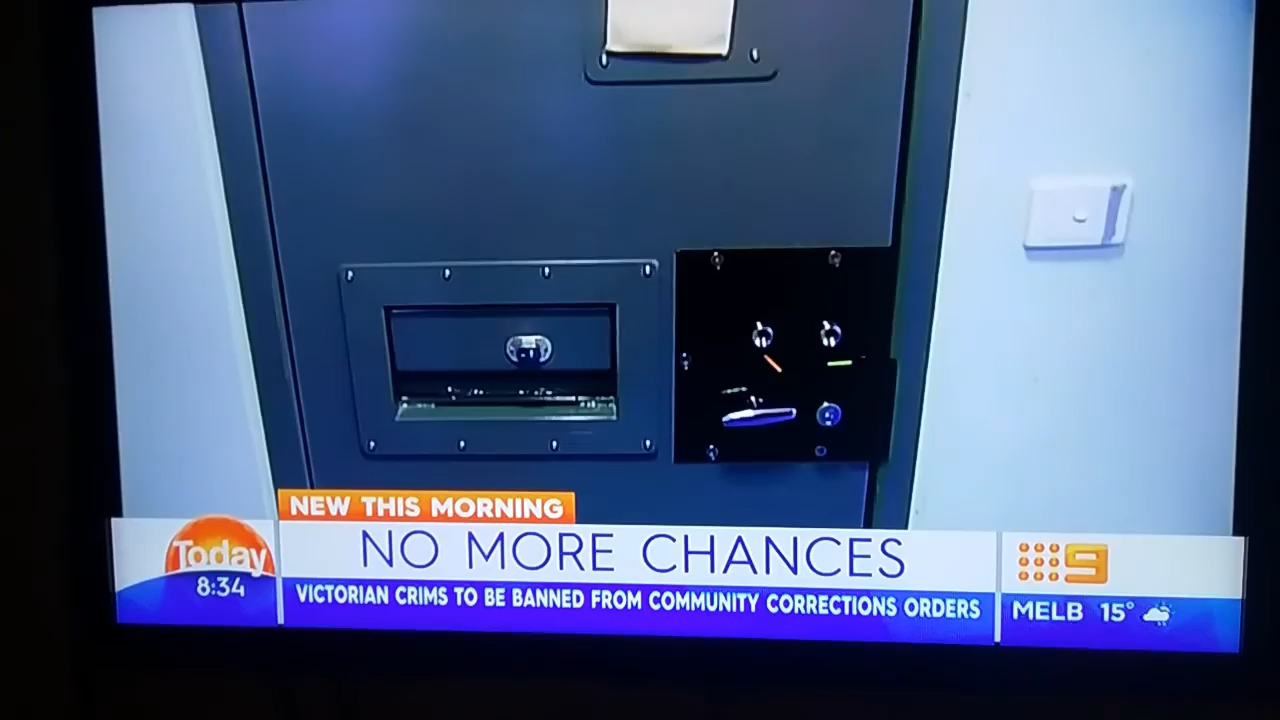 NEW THIS MORNING
NO MORE CHANCES
VICTORIAN CRIMS TO BE BANNED FROM COMMUNITY CORRECTIONS ORDERS
Today
8:34
9
MELB 15°